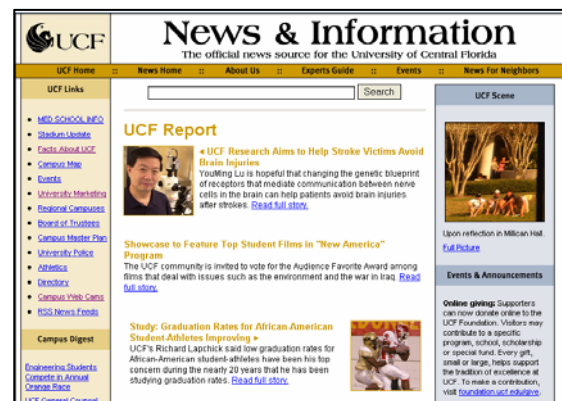 UCF
News & Information
The official news source for the University of Central Florida
UCF Home :: News Home :: About Us :: Experts Guide :: Events :: News For Neighbors
UCF Links
MED SCHOOL INFO
Stadium Update
Facts About UCF
Campus Map
Events
University Marketing
Regional Campuses
Board of Trustees
Campus Master Plan
University Police
Athletics
Directory
Campus Web Cams
RSS News Feeds
Campus Digest
Engineering Students
Compete in Annual
Orange Race
UCF General Counsel
Search
UCF Report
UCF Research Aims to Help Stroke Victims Avoid
Brain Injuries
YouMing Lu is hopeful that changing the genetic blueprint
of receptors that mediate communication between nerve
cells in the brain can help patients avoid brain injuries
after strokes. Read full story.
Showcase to Feature Top Student Films in "New America"
Program
The UCF community is invited to vote for the Audience Favorite Award among
films that deal with issues such as the environment and the war in Iraq. Read
full story.
Study: Graduation Rates for African-American
Student-Athletes Improving
UCF's Richard Lapchick said low graduation rates for
African-American student-athletes have been his top
concern during the nearly 20 years that he has been
studying graduation rates. Read full story.
UCF Scene
Upon reflection in Millican Hall.
Full Picture
Events & Announcements
Online giving: Supporters
can now donate online to the
UCF Foundation. Visitors may
contribute to a specific
program, school, scholarship
or special fund. Every gift,
small or large, helps support
the tradition of excellence at
UCF. To make a contribution,
visit foundation.ucf.edu/give.